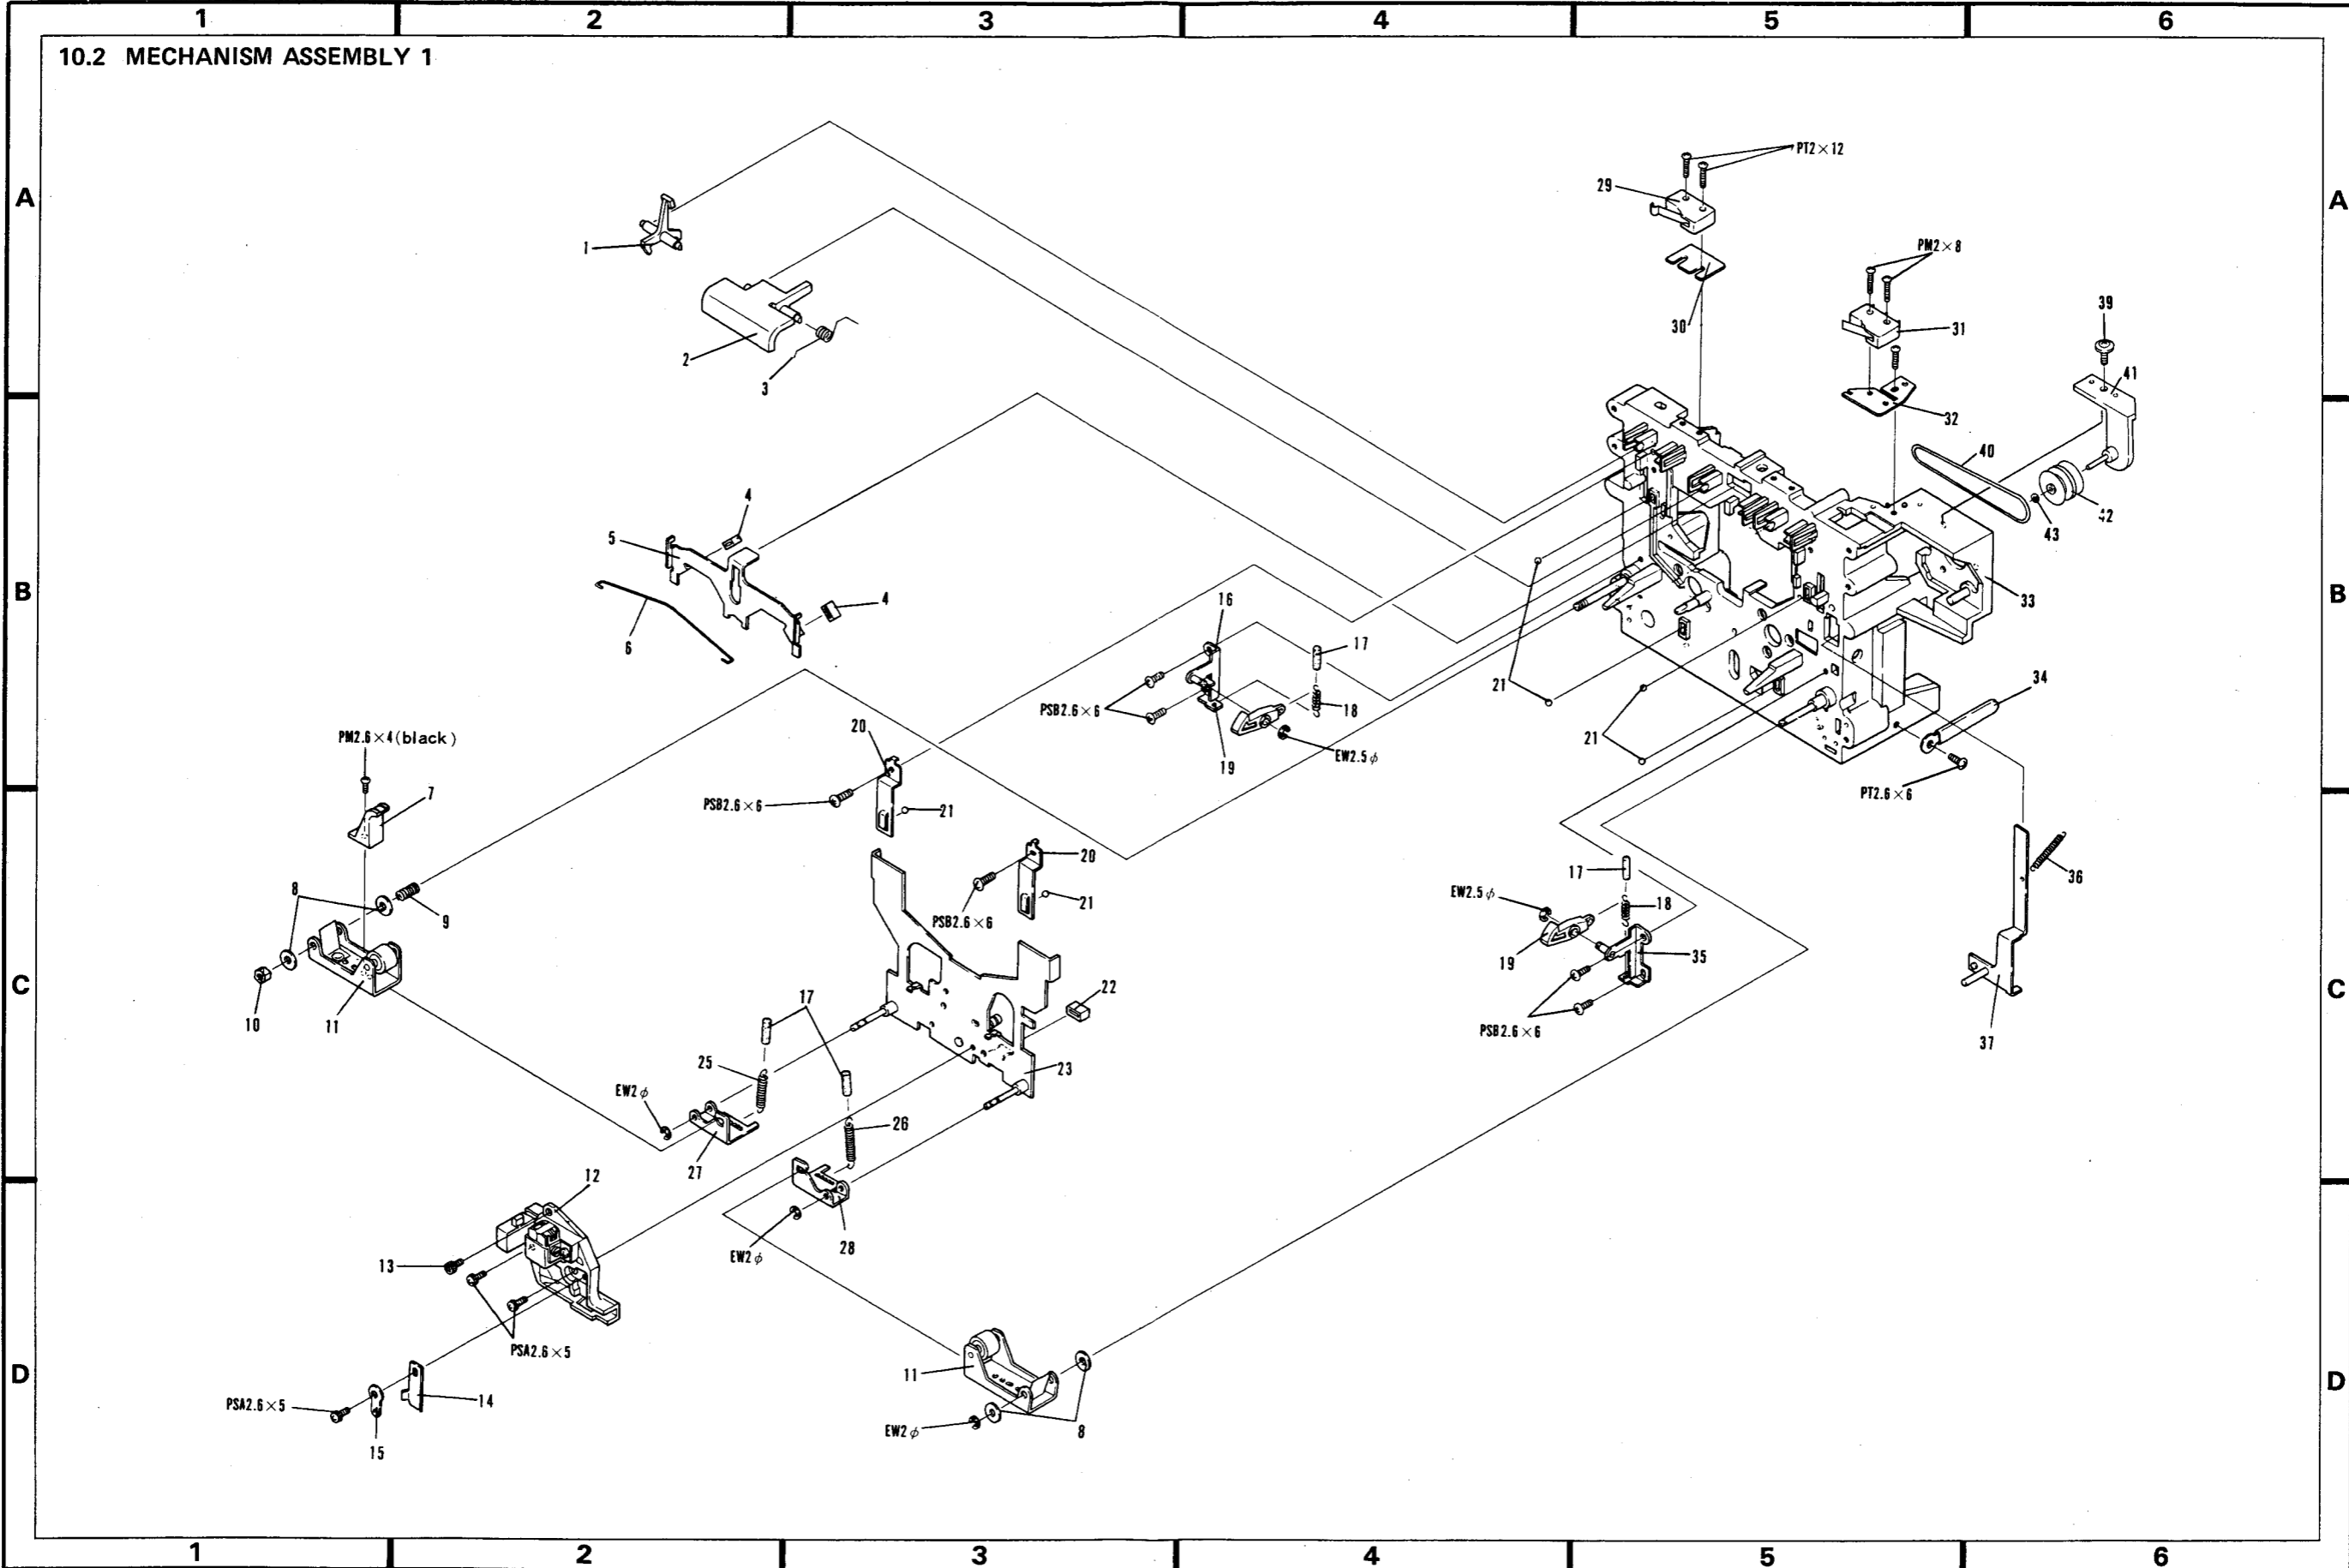 1 2 3 4 5 6
10.2 MECHANISM ASSEMBLY 1
PT2×12
29
A A
1
PM2×8
39
30 31
2
3
41
32
40
4
42
5
43
4
16
B B
33
6
17
34
21
PSB2.6×6 18
20
PM2.6×4(black)
21
EW2.5φ
19
7
PSB2.6×6
21
PT2.6×6
20
17
36
8
EW2.5φ
21
18
9
PSB2.6×6
35
19
C C
17
22
10 11
PSB2.6×6
37
25
23
EW2φ
26
27
12
28
EW2φ
13
PSA2.6×5
11
D D
PSA2.6×5
14
EW2φ
8
15
1 2 3 4 5 6